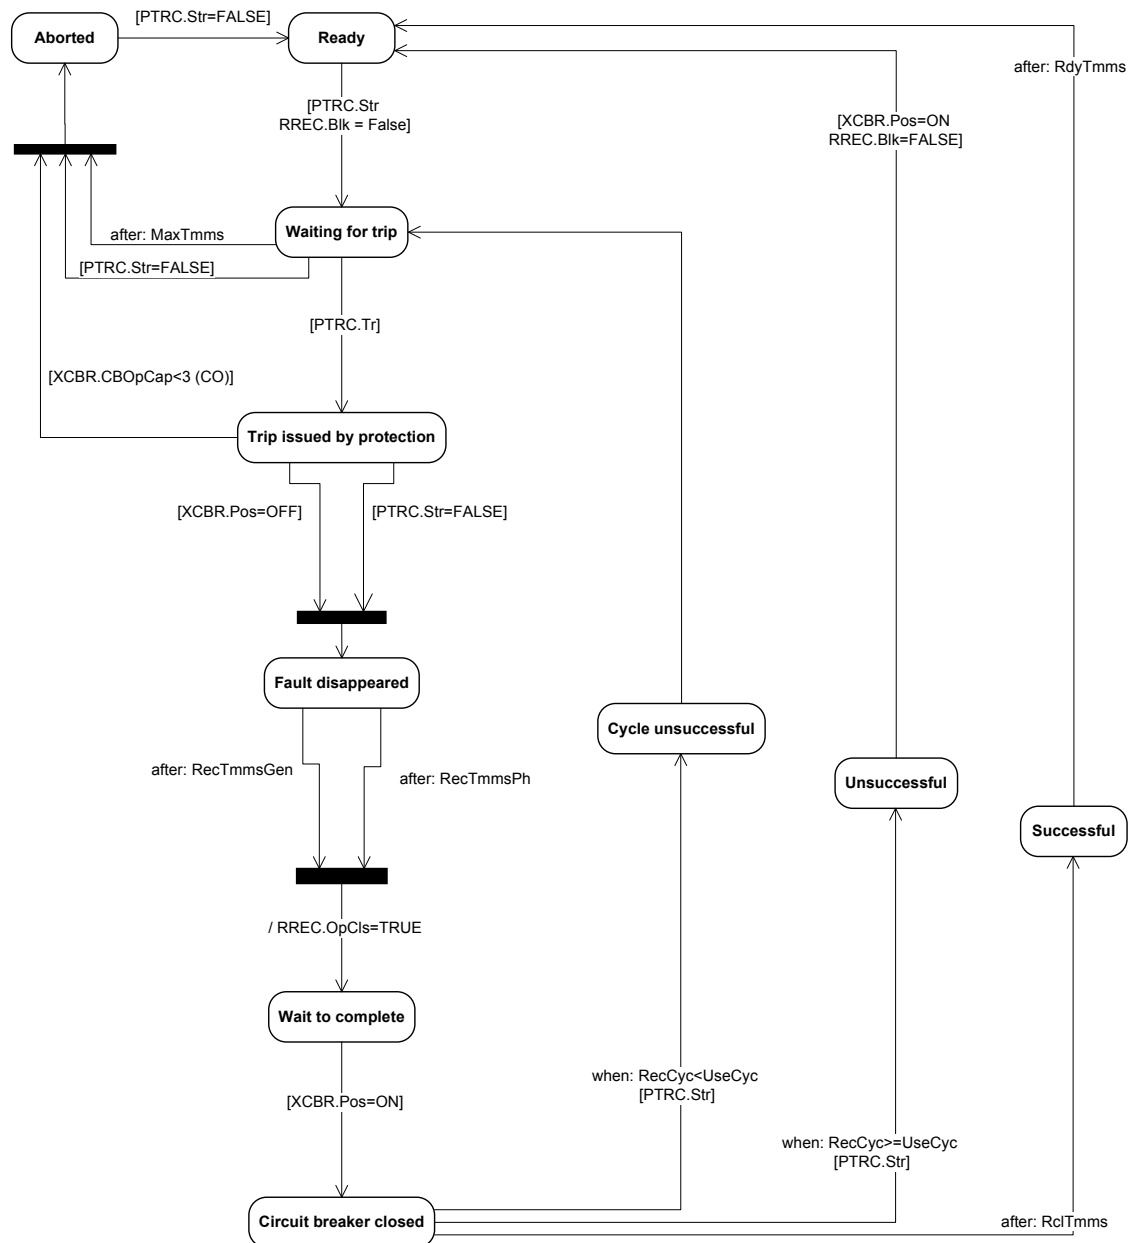 [PTRC.Str=FALSE]
Aborted
Ready
after: RdyTmms
[PTRC.Str
RREC.Blk = False]
[XCBR.Pos=ON
RREC.Blk=FALSE]
Waiting for trip
after: MaxTmms
[PTRC.Str=FALSE]
[PTRC.Tr]
[XCBR.CBOpCap<3 (CO)]
Trip issued by protection
[XCBR.Pos=OFF]
[PTRC.Str=FALSE]
Fault disappeared
Cycle unsuccessful
after: RecTmmsGen
after: RecTmmsPh
Unsuccessful
Successful
/ RREC.OpCls=TRUE
Wait to complete
when: RecCyc<UseCyc
[PTRC.Str]
[XCBR.Pos=ON]
when: RecCyc>=UseCyc
[PTRC.Str]
Circuit breaker closed
after: RclTmms